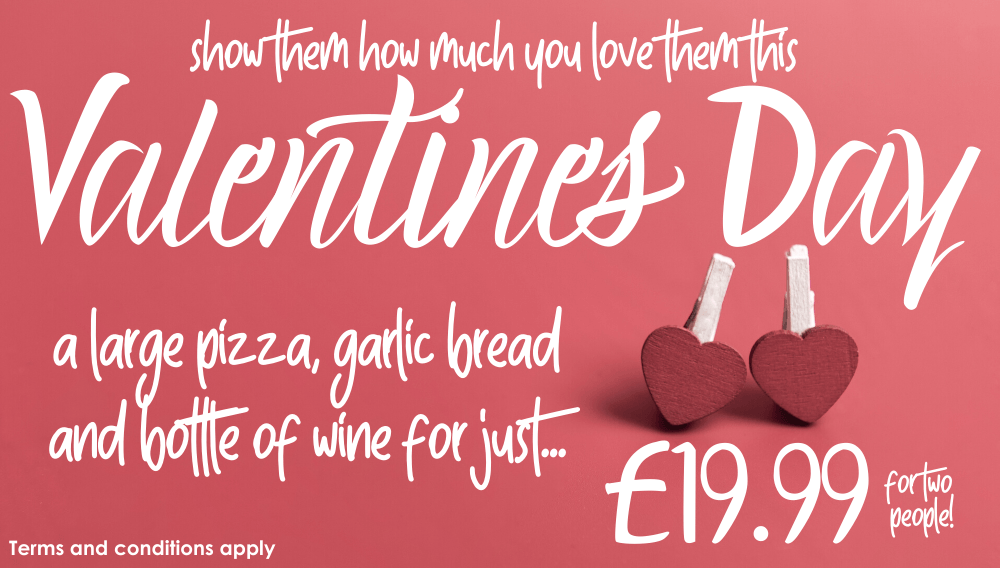 show them how much you love them this
Valentines Day
a large pizza, garlic bread
and bottle of wine for just...
£19.99
for two
people!
Terms and conditions apply